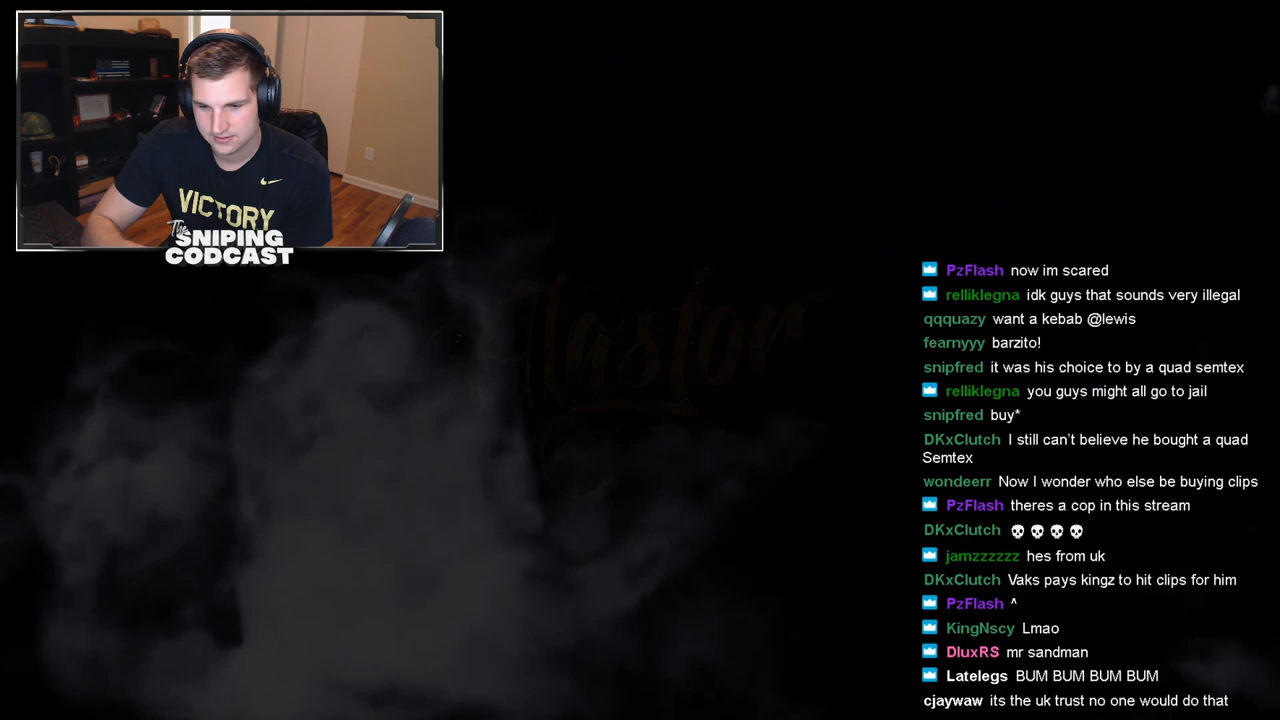 VICTORY
The
SNIPING
CODCAST
PzFlash now im scared
relliklegna idk guys that sounds very illegal
qqquazy want a kebab @lewis
fearnyyy barzito!
snipfred it was his choice to by a quad semtex
relliklegna you guys might all go to jail
snipfred buy*
DKxClutch I still can't believe he bought a quad
Semtex
wondeerr Now I wonder who else be buying clips
PzFlash theres a cop in this stream
DKxClutch 💀 💀 💀 💀
jamzzzzzz hes from uk
DKxClutch Vaks pays kingz to hit clips for him
PzFlash ^
KingNscy Lmao
DluxRS mr sandman
Latelegs BUM BUM BUM BUM
cjaywaw its the uk trust no one would do that